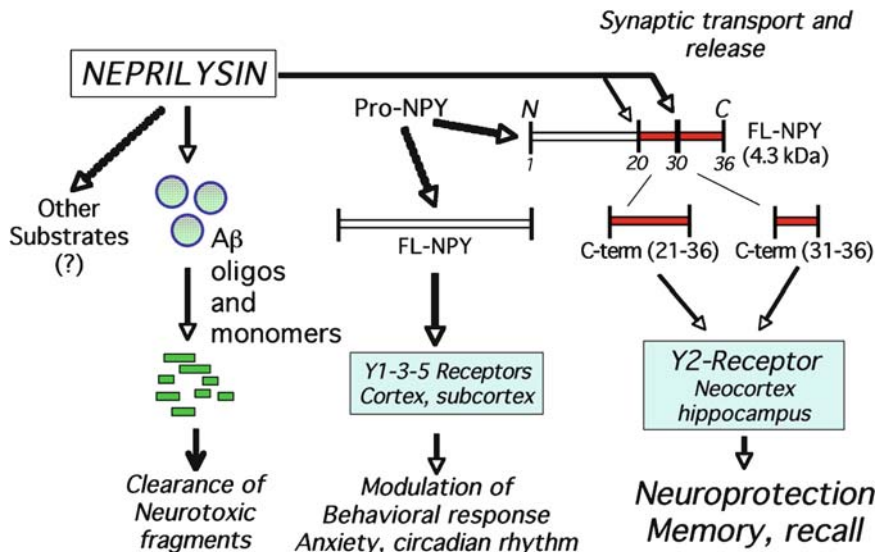 Synaptic transport and
release
NEPRILYSIN
Pro-NPY
N
C
FL-NPY
(4.3 kDa)
1
20
30
36
Other
Substrates
(?)
Aβ
oligos
and
monomers
FL-NPY
C-term (21-36)
C-term (31-36)
Y1-3-5 Receptors
Cortex, subcortex
Y2-Receptor
Neocortex
hippocampus
Clearance of
Neurotoxic
fragments
Modulation of
Behavioral response
Anxiety, circadian rhythm
Neuroprotection
Memory, recall